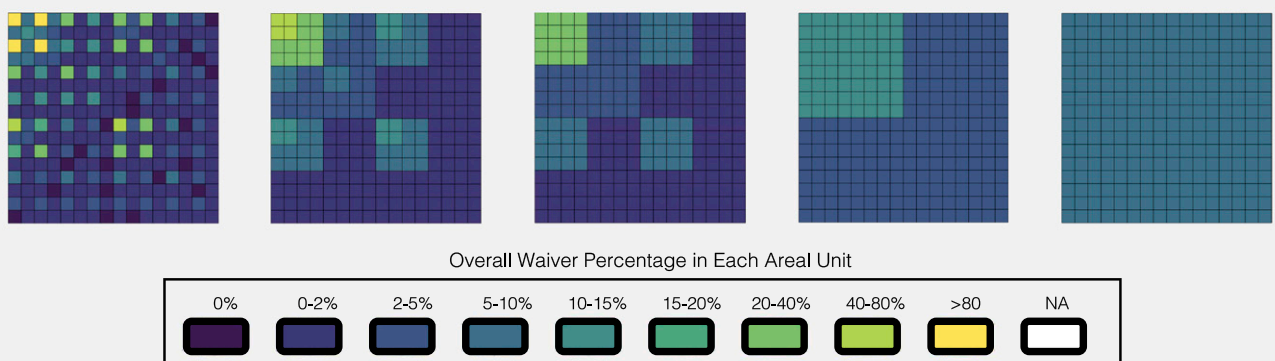 Overall Waiver Percentage in Each Areal Unit
0% 0-2% 2-5% 5-10% 10-15% 15-20% 20-40% 40-80% >80 NA